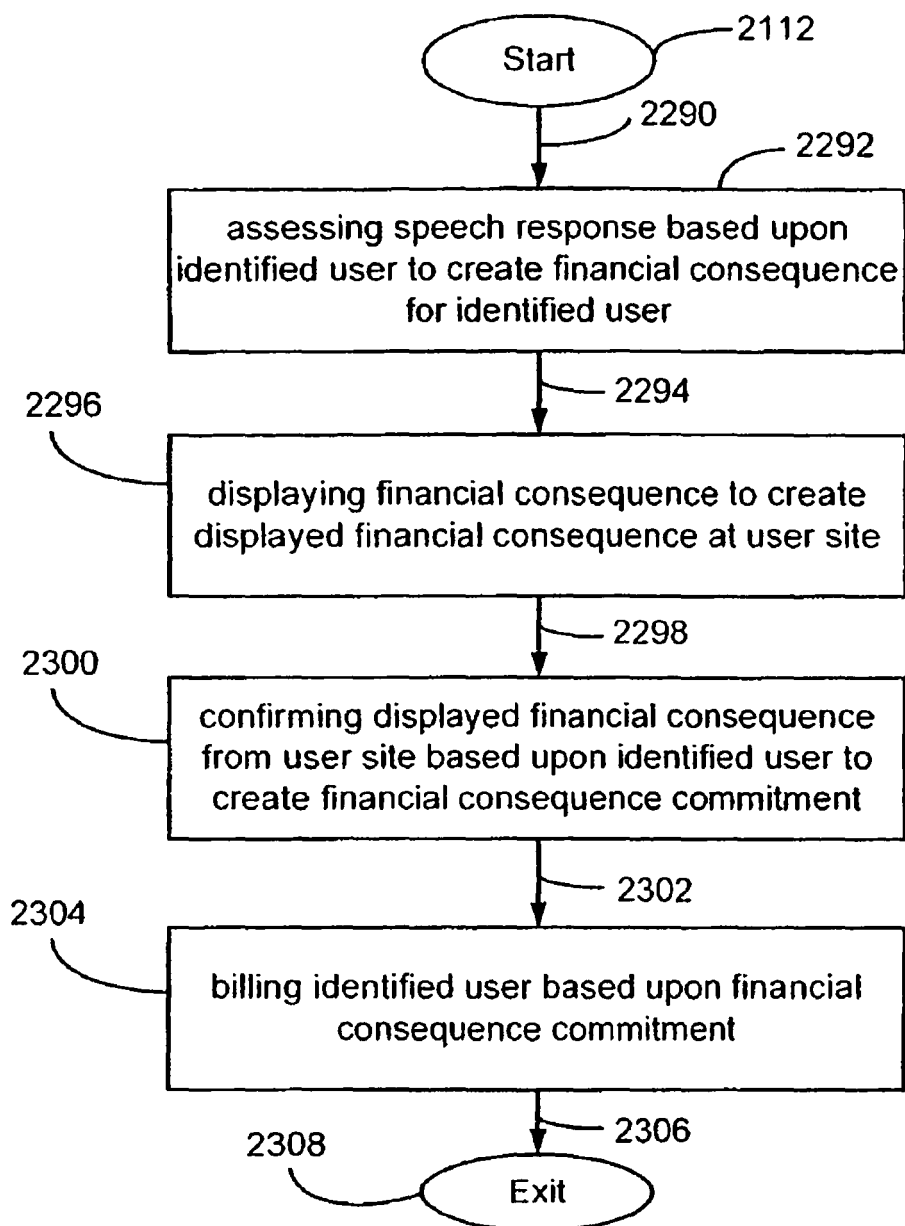 Start
2112
2290
2292
assessing speech response based upon
identified user to create financial consequence
for identified user
2294
2296
displaying financial consequence to create
displayed financial consequence at user site
2298
2300
confirming displayed financial consequence
from user site based upon identified user to
create financial consequence commitment
2302
2304
billing identified user based upon financial
consequence commitment
2306
2308
Exit